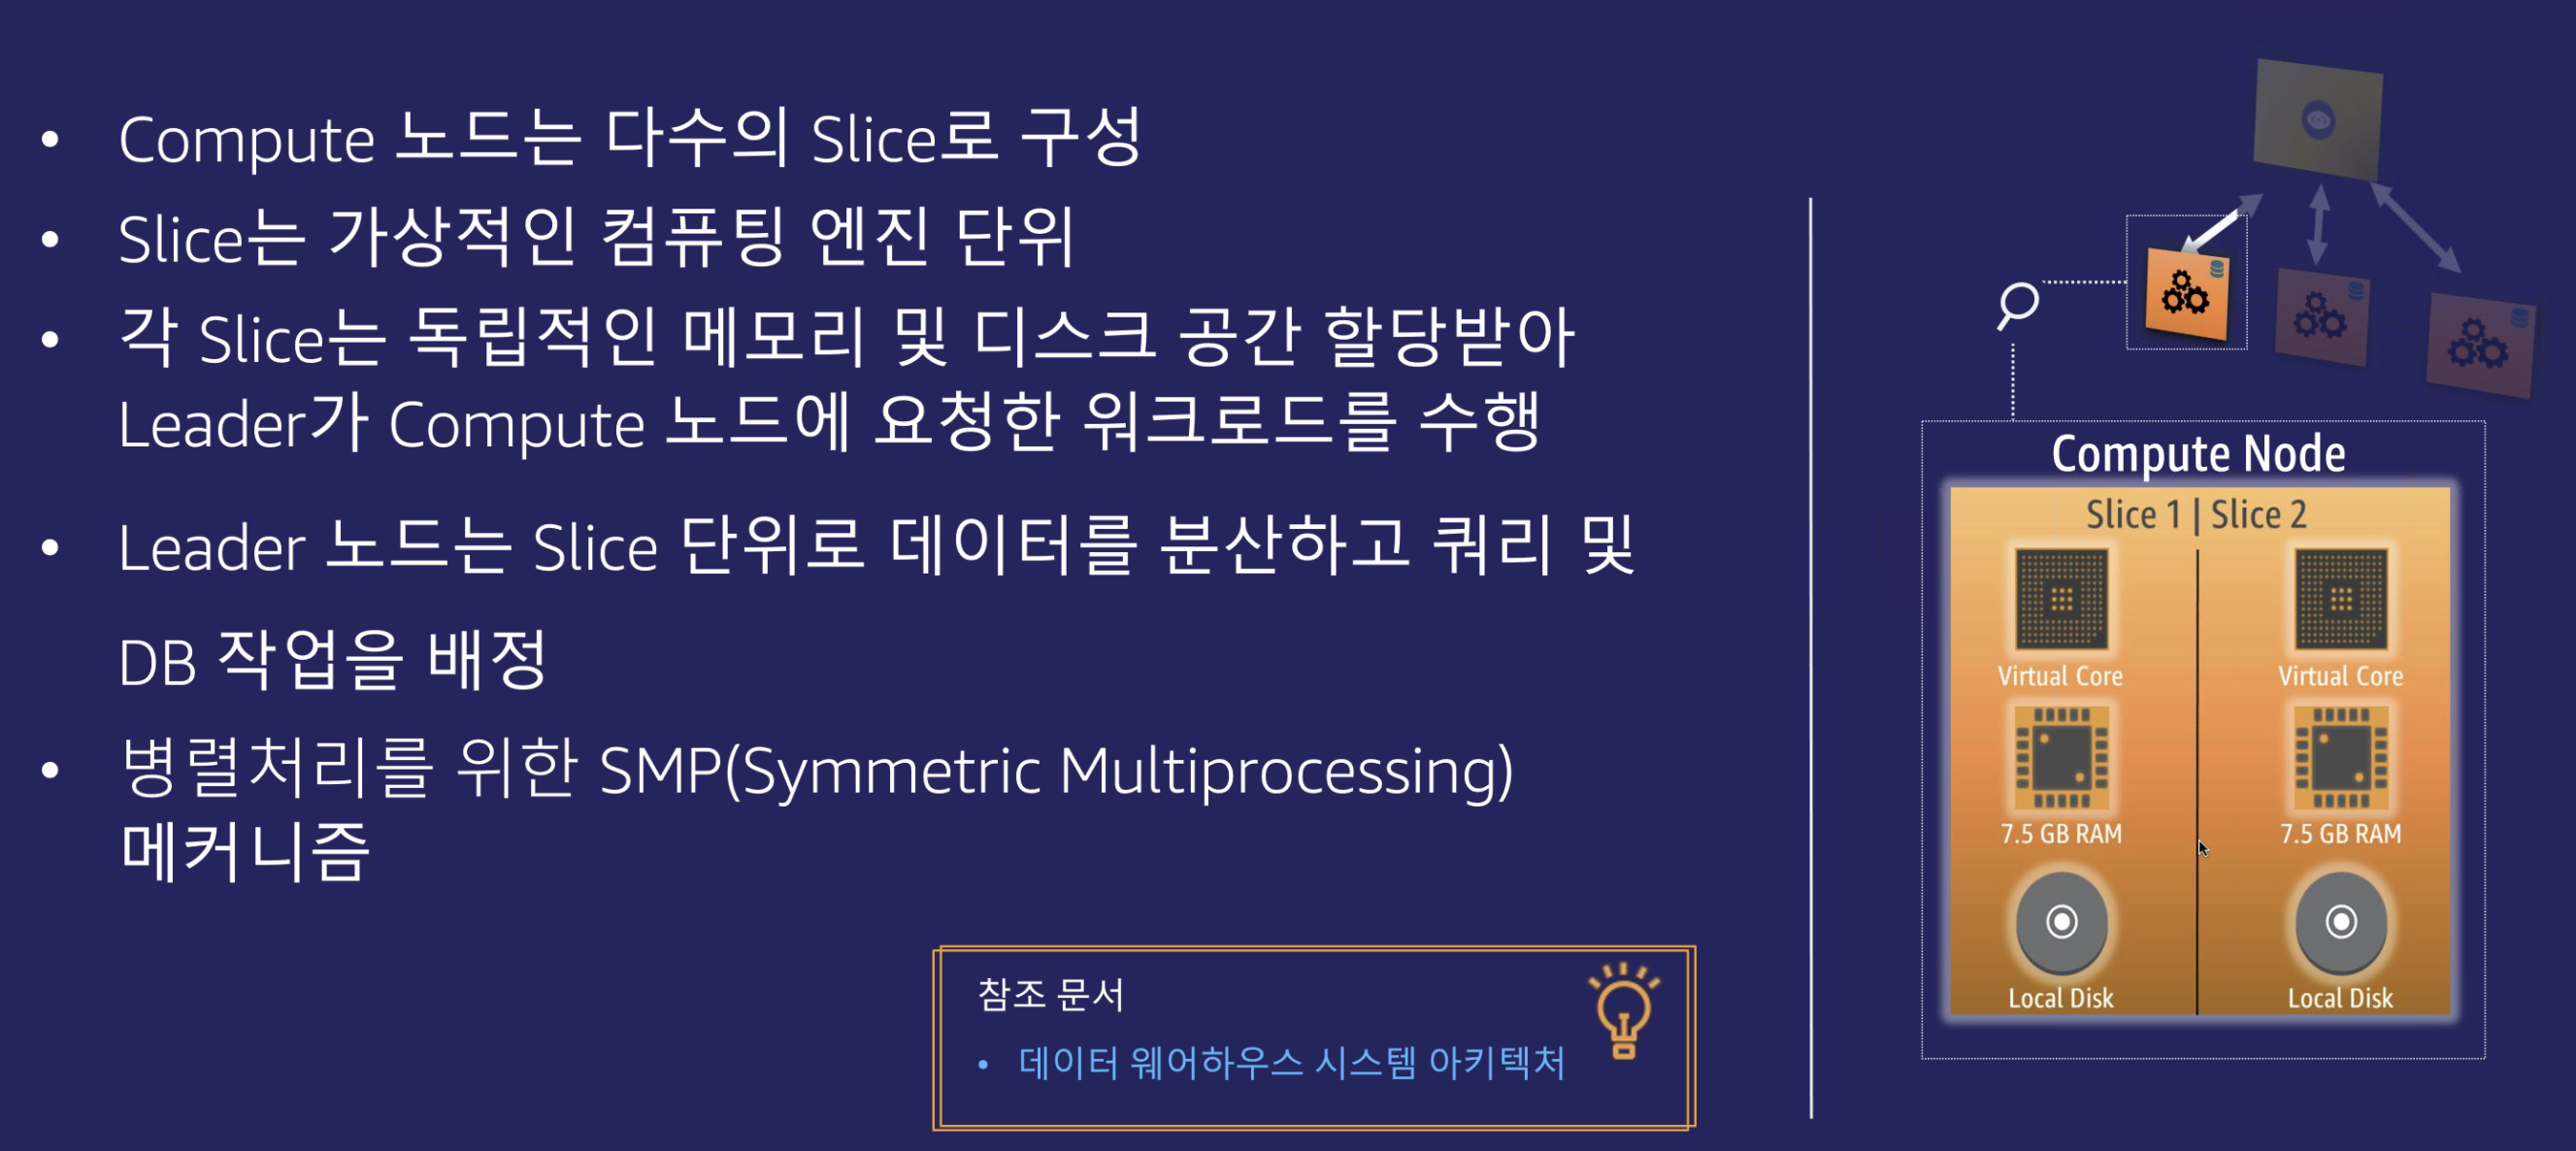 • Compute 노드는 다수의 Slice로 구성
• Slice는 가상적인 컴퓨팅 엔진 단위
• 각 Slice는 독립적인 메모리 및 디스크 공간 할당받아
Leader가 Compute 노드에 요청한 워크로드를 수행
• Leader 노드는 Slice 단위로 데이터를 분산하고 쿼리 및
DB 작업을 배정
• 병렬처리를 위한 SMP(Symmetric Multiprocessing)
메커니즘
참조 문서
• 데이터 웨어하우스 시스템 아키텍처
Compute Node
Slice 1 | Slice 2
Virtual Core Virtual Core
7.5 GB RAM 7.5 GB RAM
Local Disk Local Disk